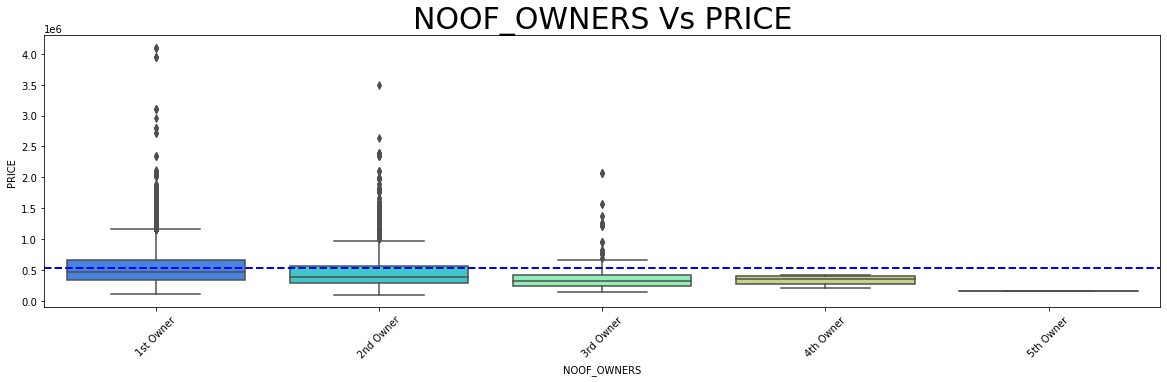 NOOF_OWNERS Vs PRICE
1e6
4.0
3.5
3.0
2.5
2.0
1.5
1.0
0.5
0.0
PRICE
1st Owner
2nd Owner
3rd Owner
4th Owner
5th Owner
NOOF_OWNERS